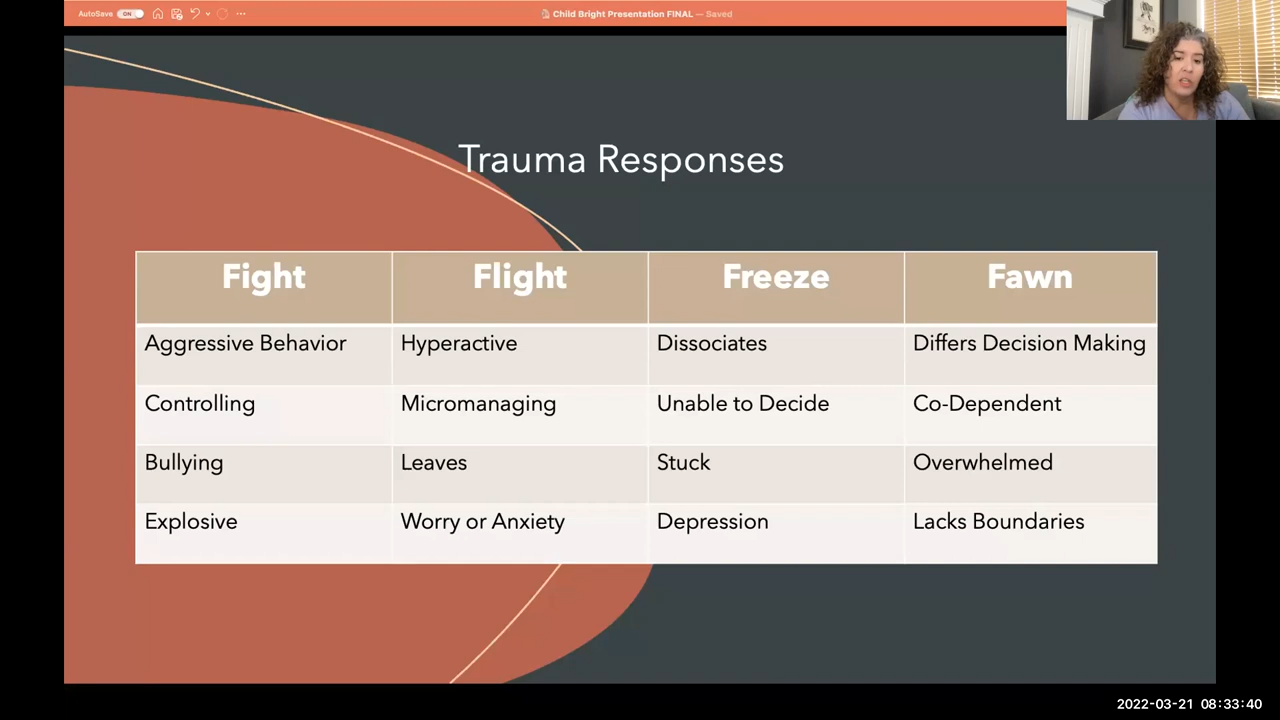 AutoSave ON Child Bright Presentation FINAL — Saved
Trauma Responses
Fight Flight Freeze Fawn
Aggressive Behavior Hyperactive Dissociates Differs Decision Making
Controlling Micromanaging Unable to Decide Co-Dependent
Bullying Leaves Stuck Overwhelmed
Explosive Worry or Anxiety Depression Lacks Boundaries
2022-03-21 08:33:40